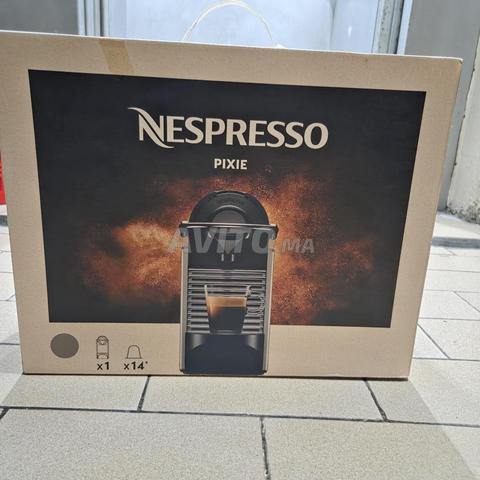 NESPRESSO
PIXIE
AVITO.MA
x1 x14*